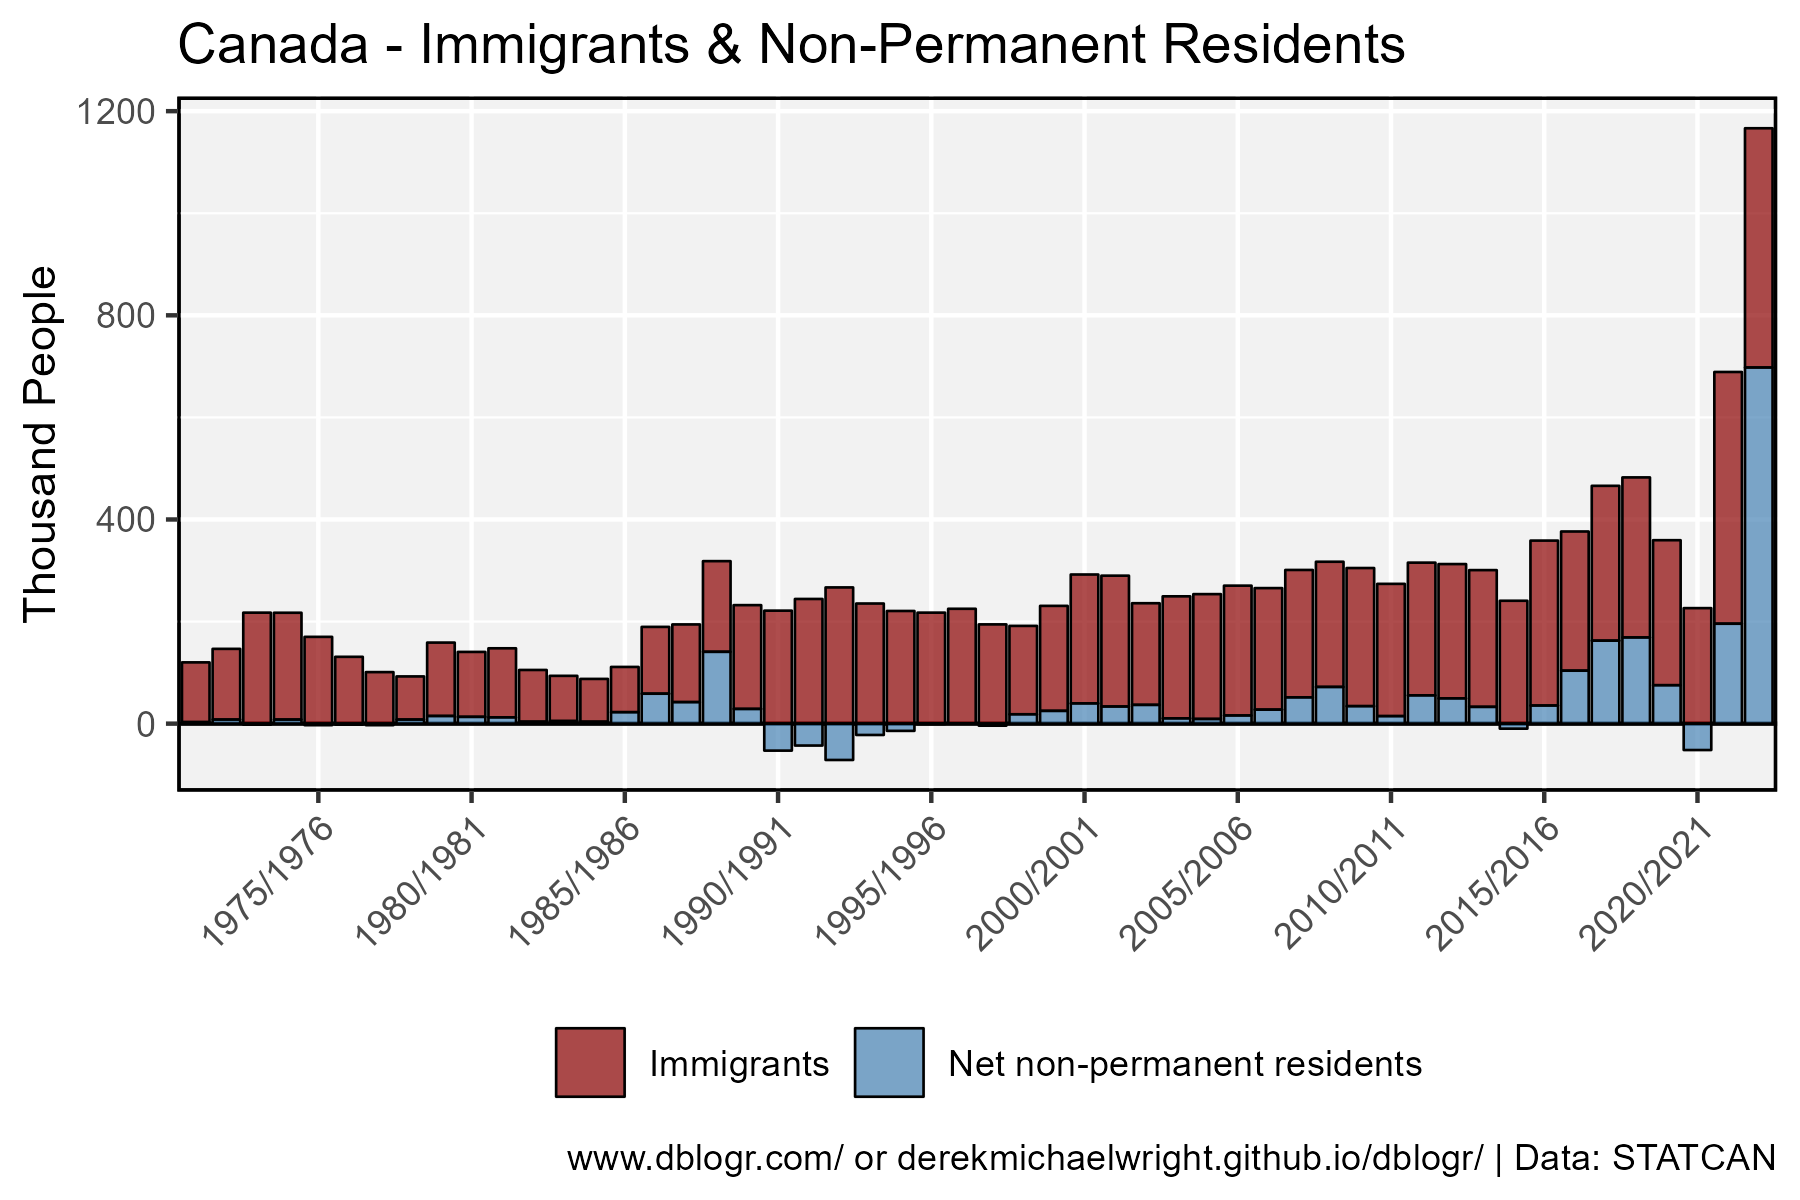 Canada - Immigrants & Non-Permanent Residents
Thousand People
1200
800
400
0
1975/1976
1980/1981
1985/1986
1990/1991
1995/1996
2000/2001
2005/2006
2010/2011
2015/2016
2020/2021
Immigrants
Net non-permanent residents
www.dblogr.com/ or derekmichaelwright.github.io/dblogr/ | Data: STATCAN